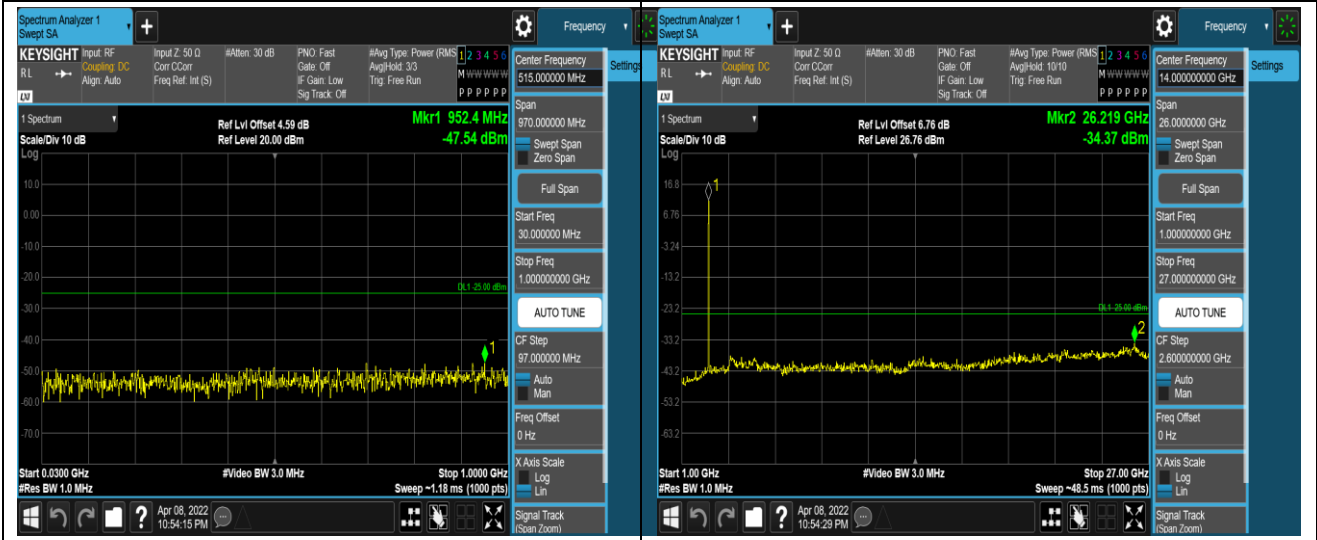 Spectrum Analyzer 1
Swept SA
+
Frequency
KEYSIGHT
RL
LXI
Input: RF
Coupling: DC
Align: Auto
Input Z: 50 Ω
Corr CCorr
Freq Ref: Int (S)
#Atten: 30 dB
PNO: Fast
Gate: Off
IF Gain: Low
Sig Track: Off
#Avg Type: Power (RMS
Avg|Hold: 3/3
Trig: Free Run
1 2 3 4 5 6
M W W W W W
P P P P P P
Center Frequency
515.000000 MHz
Settings
Span
970.000000 MHz
Swept Span
Zero Span
Full Span
Start Freq
30.000000 MHz
Stop Freq
1.000000000 GHz
AUTO TUNE
CF Step
97.000000 MHz
Auto
Man
Freq Offset
0 Hz
X Axis Scale
Log
Lin
Signal Track
(Span Zoom)
1 Spectrum
Scale/Div 10 dB
Log
Ref Lvl Offset 4.59 dB
Ref Level 20.00 dBm
Mkr1 952.4 MHz
-47.54 dBm
10.0
0.00
-10.0
-20.0
DL1 -25.00 dBm
-30.0
-40.0
1
-50.0
-60.0
-70.0
Start 0.0300 GHz
#Res BW 1.0 MHz
#Video BW 3.0 MHz
Stop 1.0000 GHz
Sweep ~1.18 ms (1000 pts)
?
Apr 08, 2022
10:54:15 PM
Spectrum Analyzer 1
Swept SA
+
Frequency
KEYSIGHT
RL
LXI
Input: RF
Coupling: DC
Align: Auto
Input Z: 50 Ω
Corr CCorr
Freq Ref: Int (S)
#Atten: 30 dB
PNO: Fast
Gate: Off
IF Gain: Low
Sig Track: Off
#Avg Type: Power (RMS
Avg|Hold: 10/10
Trig: Free Run
1 2 3 4 5 6
M W W W W W
P P P P P P
Center Frequency
14.000000000 GHz
Settings
Span
26.0000000 GHz
Swept Span
Zero Span
Full Span
Start Freq
1.000000000 GHz
Stop Freq
27.000000000 GHz
AUTO TUNE
CF Step
2.600000000 GHz
Auto
Man
Freq Offset
0 Hz
X Axis Scale
Log
Lin
Signal Track
(Span Zoom)
1 Spectrum
Scale/Div 10 dB
Log
Ref Lvl Offset 6.76 dB
Ref Level 26.76 dBm
Mkr2 26.219 GHz
-34.37 dBm
16.8
1
6.76
-3.24
-13.2
-23.2
DL1 -25.00 dBm
2
-33.2
-43.2
-53.2
-63.2
Start 1.00 GHz
#Res BW 1.0 MHz
#Video BW 3.0 MHz
Stop 27.00 GHz
Sweep ~48.5 ms (1000 pts)
?
Apr 08, 2022
10:54:29 PM